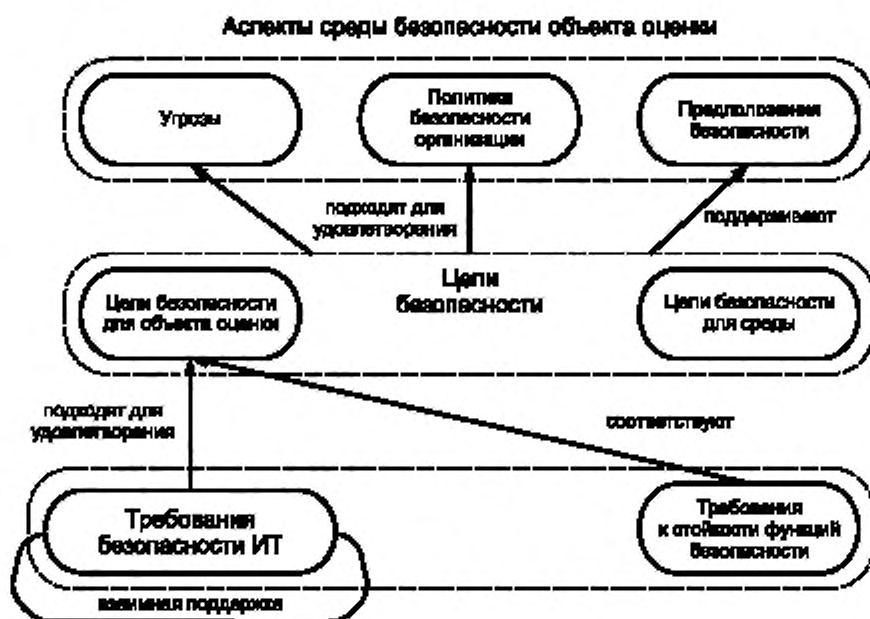 Аспекты среды безопасности объекта оценки
Угрозы
Политика
безопасности
организации
Предположения
безопасности
подходят для
удовлетворения
поддерживают
Цели безопасности
для объекта оценки
Цели
безопасности
Цели безопасности
для среды
подходят для
удовлетворения
соответствуют
Требования
безопасности ИТ
Требования
к стойкости функций
безопасности
взаимная поддержка